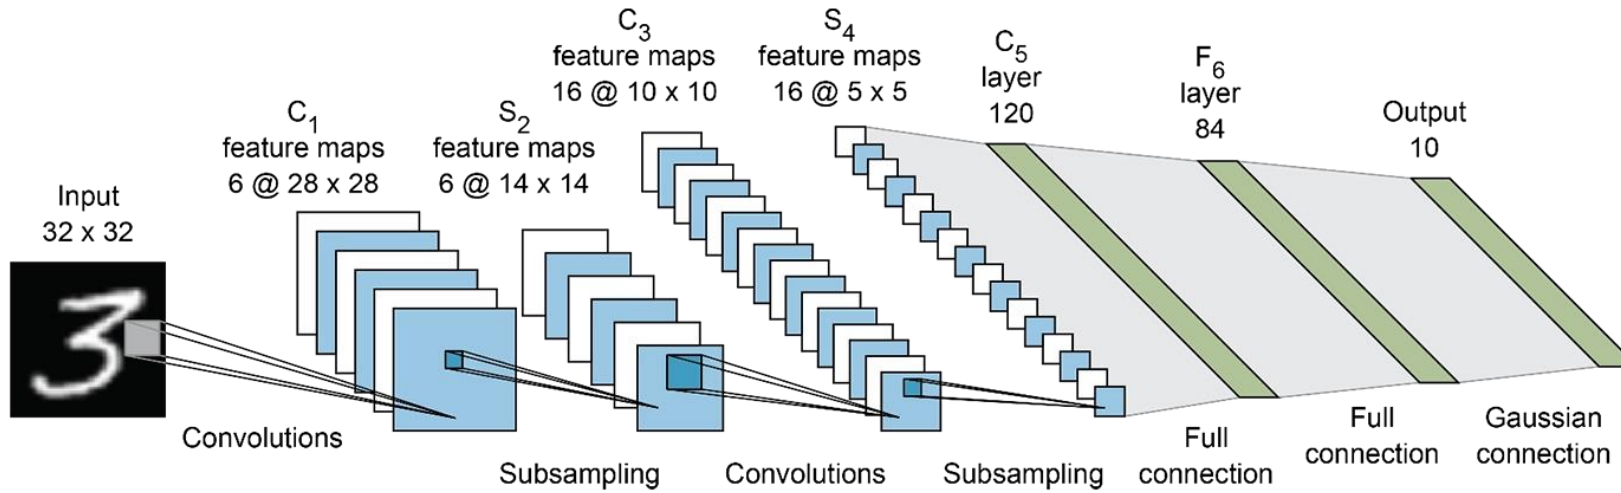 Input
32 x 32
C1
feature maps
6 @ 28 x 28
S2
feature maps
6 @ 14 x 14
C3
feature maps
16 @ 10 x 10
S4
feature maps
16 @ 5 x 5
C5
layer
120
F6
layer
84
Output
10
3
Convolutions
Subsampling
Convolutions
Subsampling
Full
connection
Full
connection
Gaussian
connection